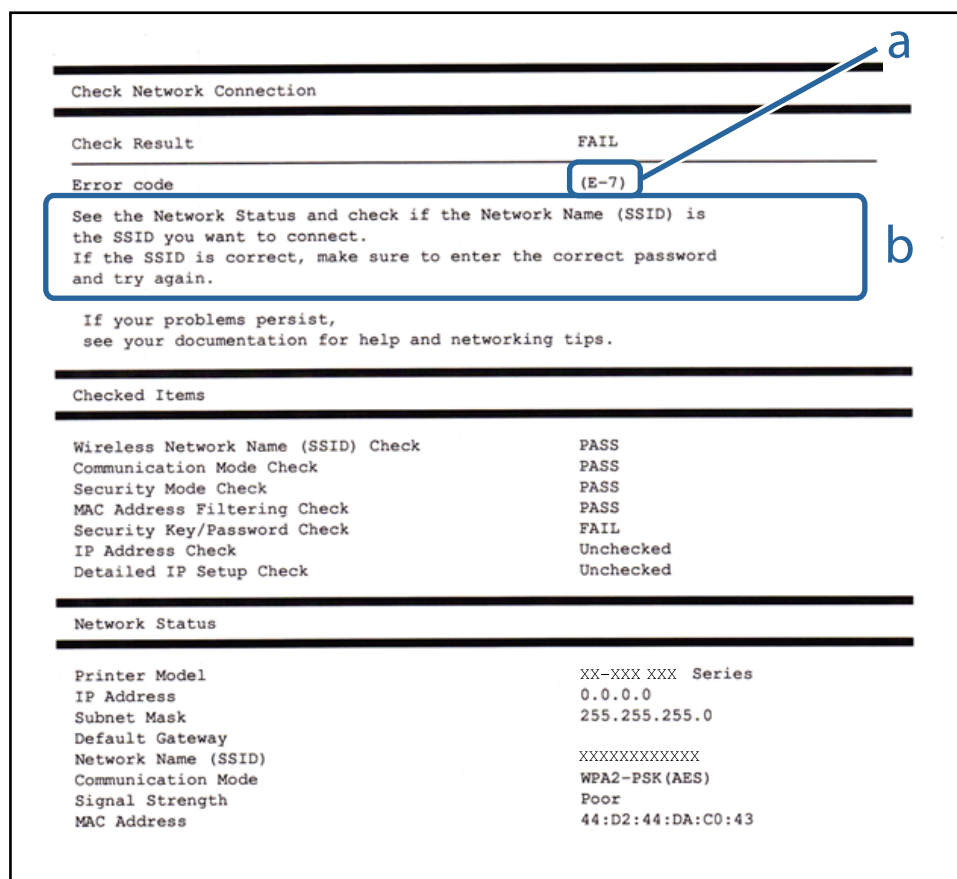 a
Check Network Connection
Check Result FAIL
Error code (E-7)
See the Network Status and check if the Network Name (SSID) is
the SSID you want to connect.
If the SSID is correct, make sure to enter the correct password
and try again.
b
If your problems persist,
see your documentation for help and networking tips.
Checked Items
Wireless Network Name (SSID) Check PASS
Communication Mode Check PASS
Security Mode Check PASS
MAC Address Filtering Check PASS
Security Key/Password Check FAIL
IP Address Check Unchecked
Detailed IP Setup Check Unchecked
Network Status
Printer Model XX-XXX XXX Series
IP Address 0.0.0.0
Subnet Mask 255.255.255.0
Default Gateway
Network Name (SSID) XXXXXXXXXXXX
Communication Mode WPA2-PSK(AES)
Signal Strength Poor
MAC Address 44:D2:44:DA:C0:43